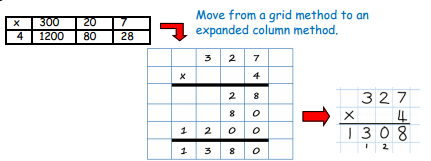 x 300 20 7
4 1200 80 28
Move from a grid method to an
expanded column method.
3 2 7
x 4
2 8
8 0
1 2 0 0
1 3 8 0
3 2 7
x 4
1 3 0 8
1 2